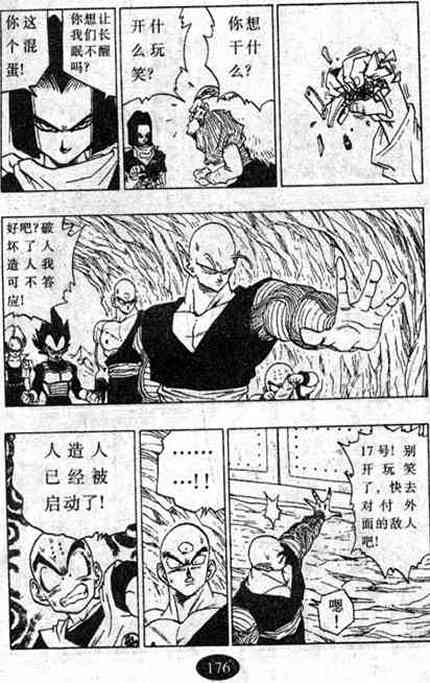 你想
干什
么？
开什
么玩
笑？
你想让
我们长
眠不醒
吗？
你这
个混
蛋！
好吧？破
坏了人
造人我
可不答
应！
17号！别
开玩笑
了，快去
对付外
面的敌人
吧！
嗯！
……
…！！
人造人
已经被
启动了！
176